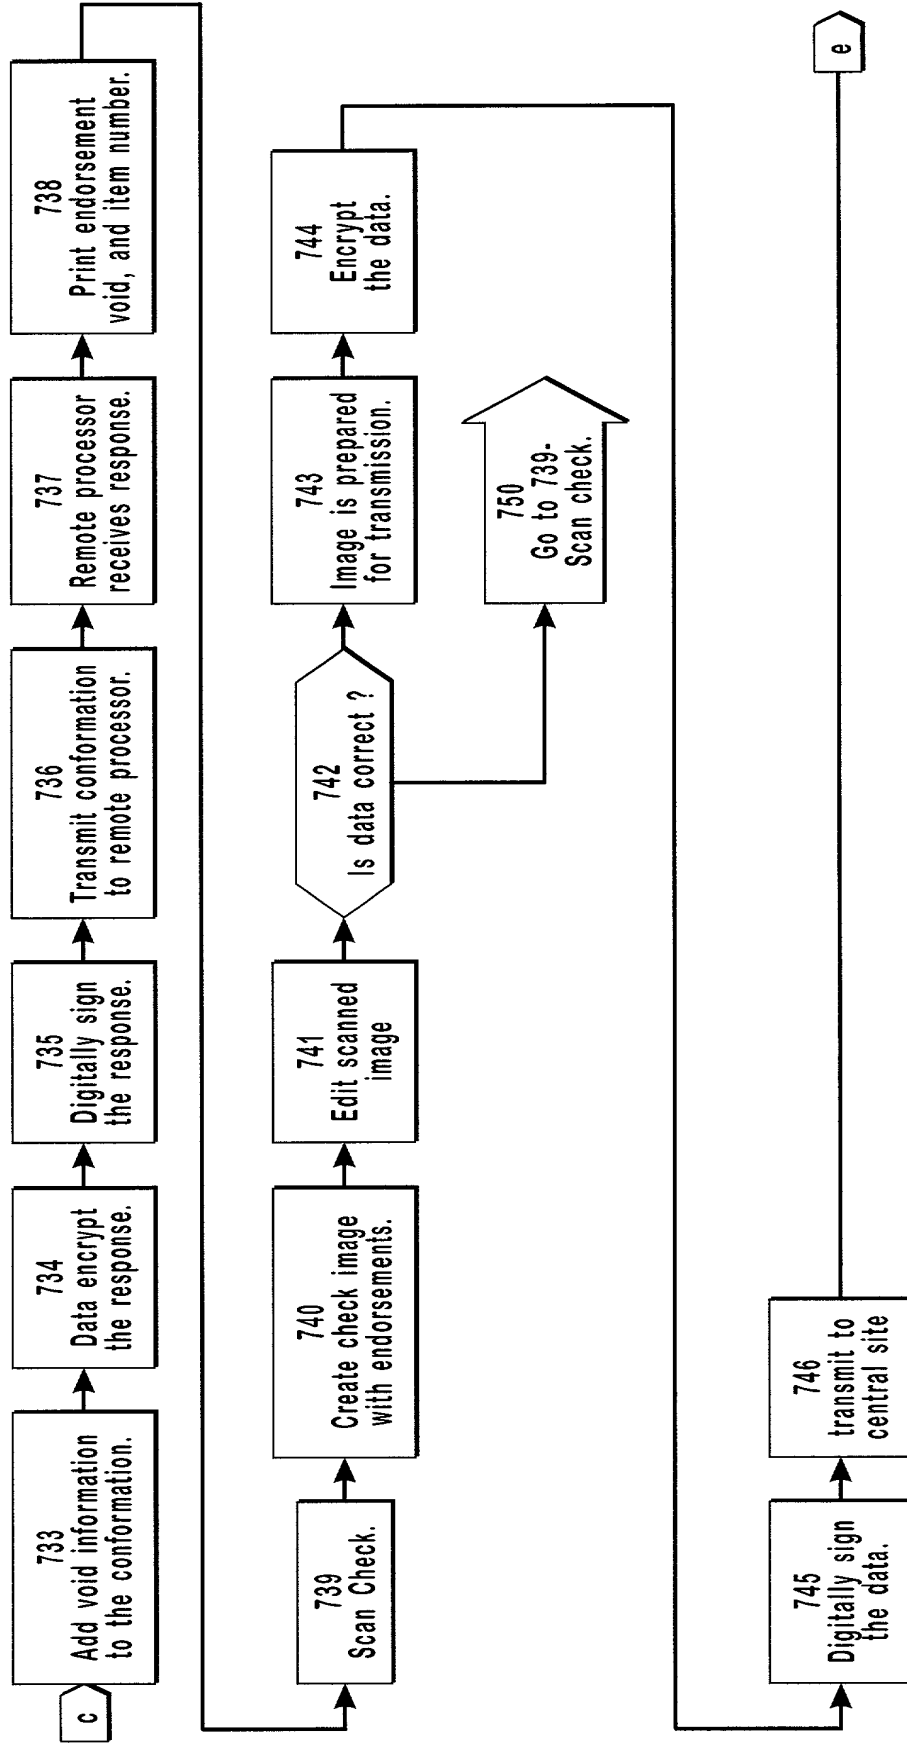 c
733
Add void information
to the conformation.
734
Data encrypt
the response.
735
Digitally sign
the response.
736
Transmit conformation
to remote processor.
737
Remote processor
receives response.
738
Print endorsement
void, and item number.
739
Scan Check.
740
Create check image
with endorsements.
741
Edit scanned
image
742
Is data correct ?
743
Image is prepared
for transmission.
744
Encrypt
the data.
750
Go to 739-
Scan check.
745
Digitally sign
the data.
746
transmit to
central site
e